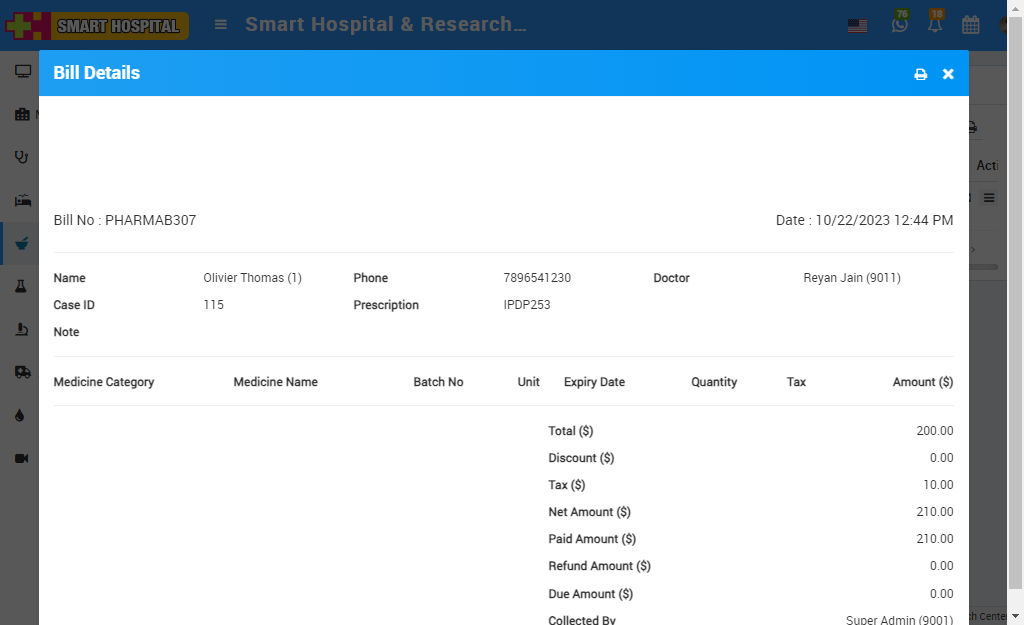 SMART HOSPITAL
Smart Hospital & Research...
76
18
Bill Details
Acti
Bill No : PHARMAB307
Date : 10/22/2023 12:44 PM
Name Olivier Thomas (1) Phone 7896541230 Doctor Reyan Jain (9011)
Case ID 115 Prescription IPDP253
Note
Medicine Category Medicine Name Batch No Unit Expiry Date Quantity Tax Amount ($)
Total ($) 200.00
Discount ($) 0.00
Tax ($) 10.00
Net Amount ($) 210.00
Paid Amount ($) 210.00
Refund Amount ($) 0.00
Due Amount ($) 0.00
Collected By Super Admin (9001)
ch Cente